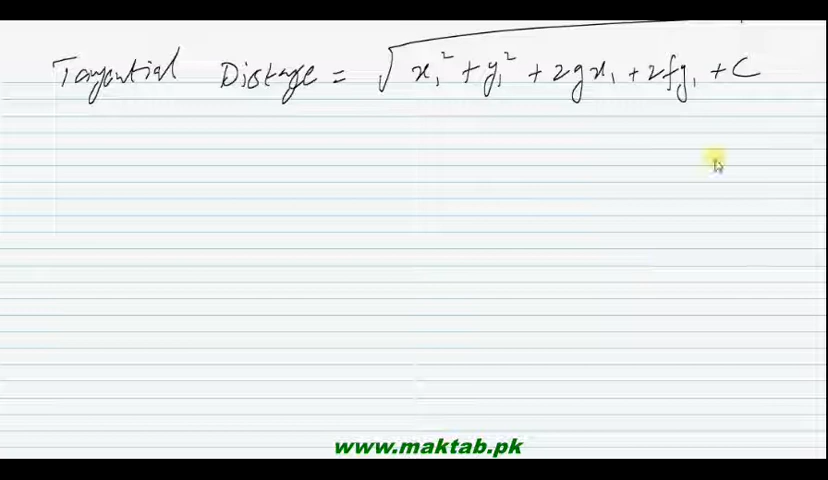 Tangential Distance = √x₁² + y₁² + 2gx₁ + 2fy₁ + C
www.maktab.pk